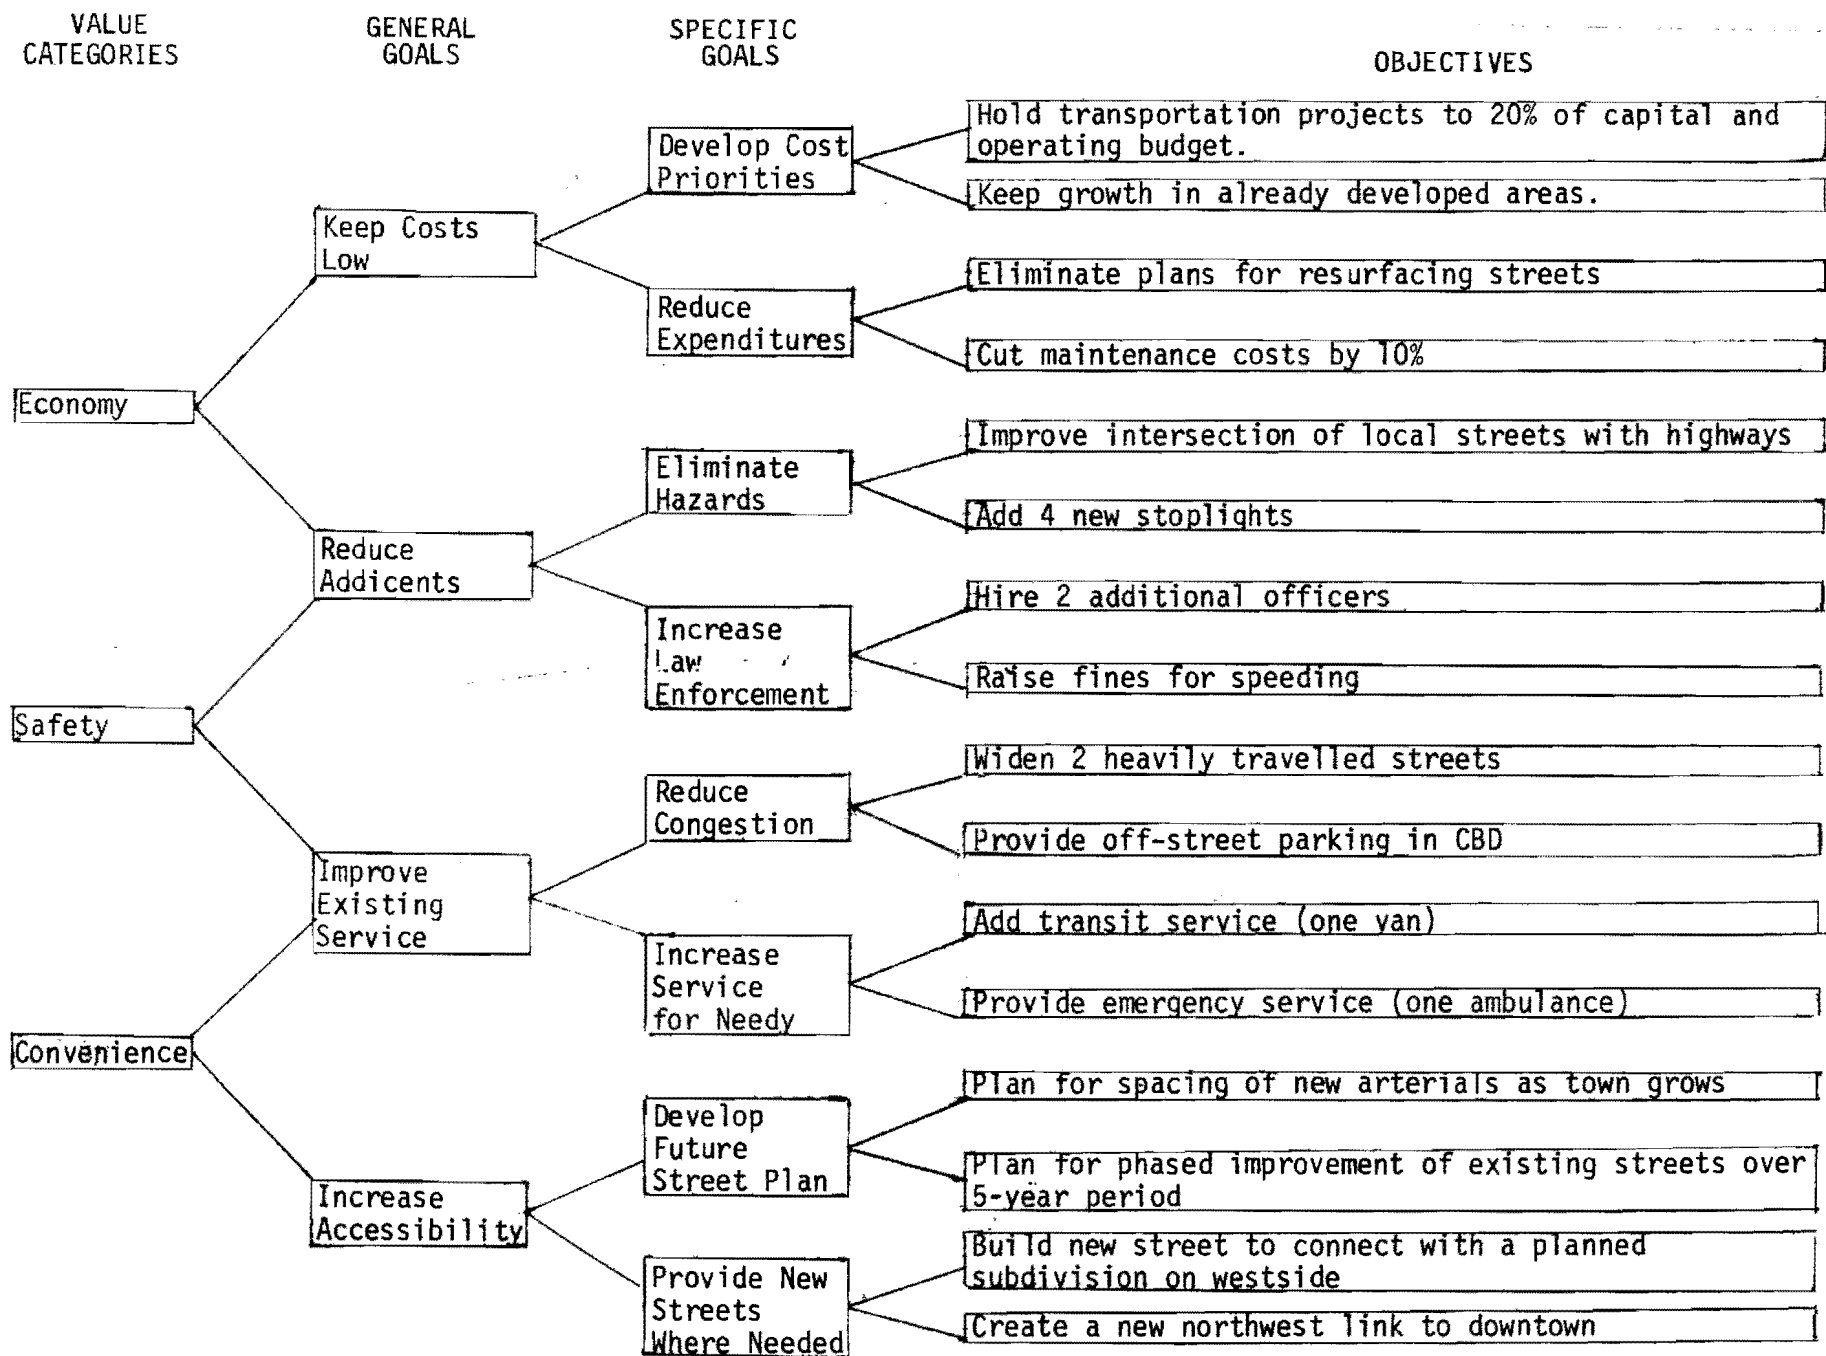 VALUE
CATEGORIES
GENERAL
GOALS
SPECIFIC
GOALS
OBJECTIVES
Economy
Safety
Convenience
Keep Costs
Low
Reduce
Addicents
Improve
Existing
Service
Increase
Accessibility
Develop Cost
Priorities
Reduce
Expenditures
Eliminate
Hazards
Increase
Law
Enforcement
Reduce
Congestion
Increase
Service
for Needy
Develop
Future
Street Plan
Provide New
Streets
Where Needed
Hold transportation projects to 20% of capital and
operating budget.
Keep growth in already developed areas.
Eliminate plans for resurfacing streets
Cut maintenance costs by 10%
Improve intersection of local streets with highways
Add 4 new stoplights
Hire 2 additional officers
Raise fines for speeding
Widen 2 heavily travelled streets
Provide off-street parking in CBD
Add transit service (one van)
Provide emergency service (one ambulance)
Plan for spacing of new arterials as town grows
Plan for phased improvement of existing streets over
5-year period
Build new street to connect with a planned
subdivision on westside
Create a new northwest link to downtown